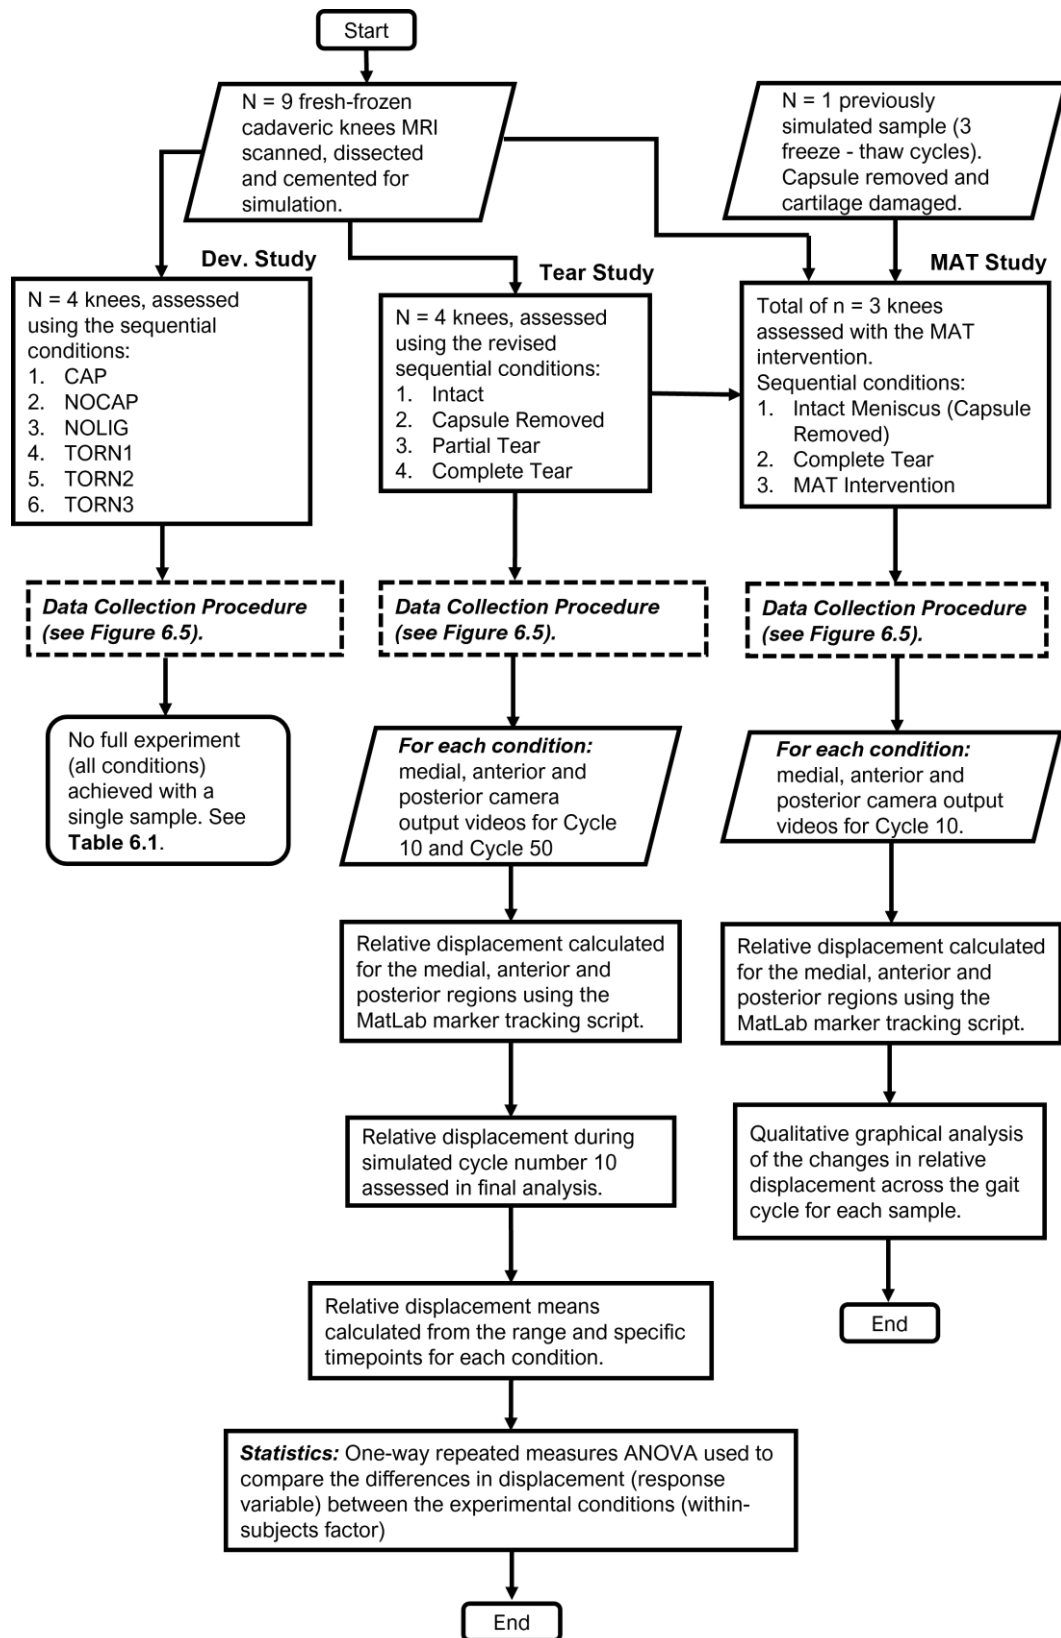 Start
N = 9 fresh-frozen
cadaveric knees MRI
scanned, dissected
and cemented for
simulation.
N = 1 previously
simulated sample (3
freeze - thaw cycles).
Capsule removed and
cartilage damaged.
Dev. Study
N = 4 knees, assessed
using the sequential
conditions:
1. CAP
2. NOCAP
3. NOLIG
4. TORN1
5. TORN2
6. TORN3
Tear Study
N = 4 knees, assessed
using the revised
sequential conditions:
1. Intact
2. Capsule Removed
3. Partial Tear
4. Complete Tear
MAT Study
Total of n = 3 knees
assessed with the MAT
intervention.
Sequential conditions:
1. Intact Meniscus (Capsule
Removed)
2. Complete Tear
3. MAT Intervention
Data Collection Procedure
(see Figure 6.5).
Data Collection Procedure
(see Figure 6.5).
Data Collection Procedure
(see Figure 6.5).
No full experiment
(all conditions)
achieved with a
single sample. See
Table 6.1.
For each condition:
medial, anterior and
posterior camera
output videos for Cycle
10 and Cycle 50
For each condition:
medial, anterior and
posterior camera output
videos for Cycle 10.
Relative displacement calculated
for the medial, anterior and
posterior regions using the
MatLab marker tracking script.
Relative displacement calculated
for the medial, anterior and
posterior regions using the
MatLab marker tracking script.
Relative displacement during
simulated cycle number 10
assessed in final analysis.
Qualitative graphical analysis
of the changes in relative
displacement across the gait
cycle for each sample.
Relative displacement means
calculated from the range and specific
timepoints for each condition.
End
Statistics: One-way repeated measures ANOVA used to
compare the differences in displacement (response
variable) between the experimental conditions (within-
subjects factor)
End